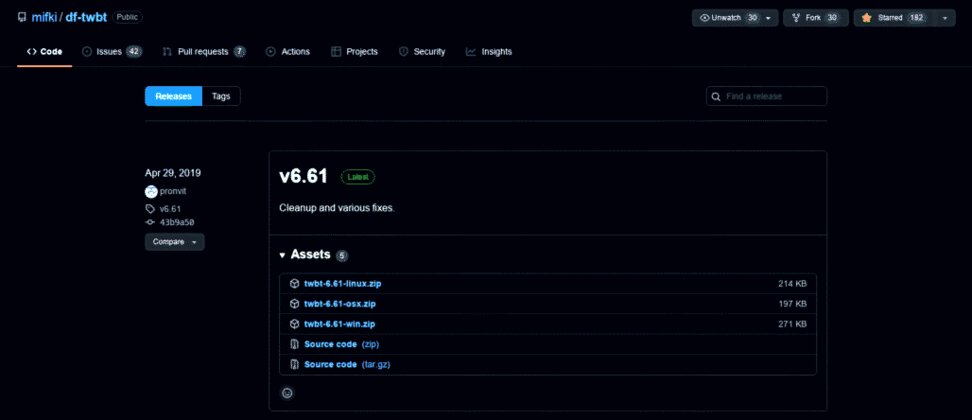 mifki / df-twbt Public
Unwatch 30 Fork 30 Starred 192
Code Issues 42 Pull requests 7 Actions Projects Security Insights
Releases Tags
Find a release
Apr 29, 2019
pronvit
v6.61
43b9a50
Compare
v6.61 Latest
Cleanup and various fixes.
Assets 5
twbt-6.61-linux.zip 214 KB
twbt-6.61-osx.zip 197 KB
twbt-6.61-win.zip 271 KB
Source code (zip)
Source code (tar.gz)